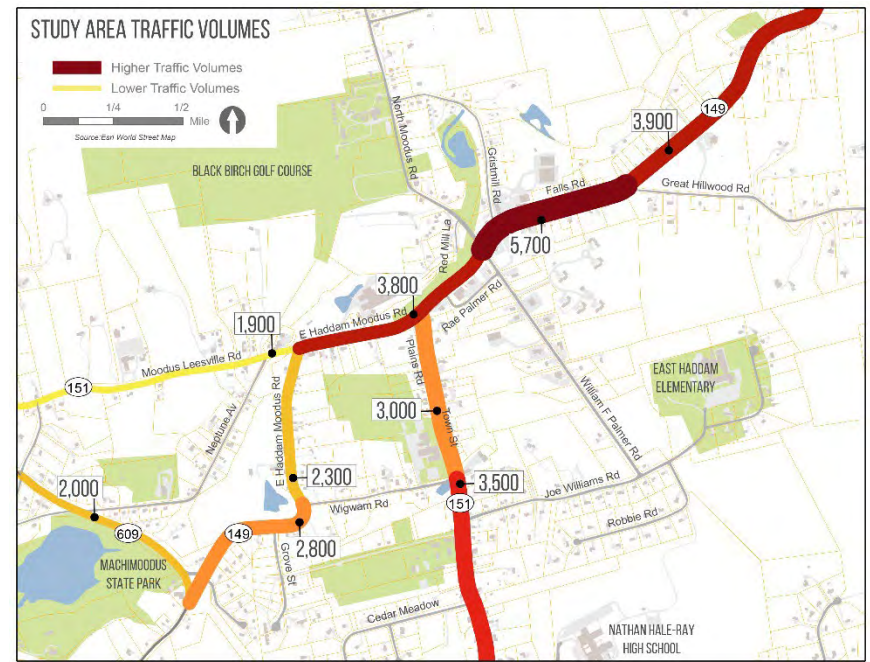 STUDY AREA TRAFFIC VOLUMES
Higher Traffic Volumes
Lower Traffic Volumes
0 1/4 1/2
Mile
Source:Esri World Street Map
BLACK BIRCH GOLF COURSE
North Moodus Rd
Gristmill Rd
149
3,900
Falls Rd
Great Hillwood Rd
5,700
Red Mill La
3,800
Rae Palmer Rd
1,900
E Haddam Moodus Rd
Moodus Leesville Rd
151
Neptune Av
E Haddam Moodus Rd
Plains Rd
EAST HADDAM
ELEMENTARY
William F Palmer Rd
3,000
Town St
2,300
3,500
151
Joe Williams Rd
2,000
Wigwam Rd
Robbie Rd
609
149
2,800
Grove St
MACHIMOODUS
STATE PARK
Cedar Meadow
NATHAN HALE-RAY
HIGH SCHOOL